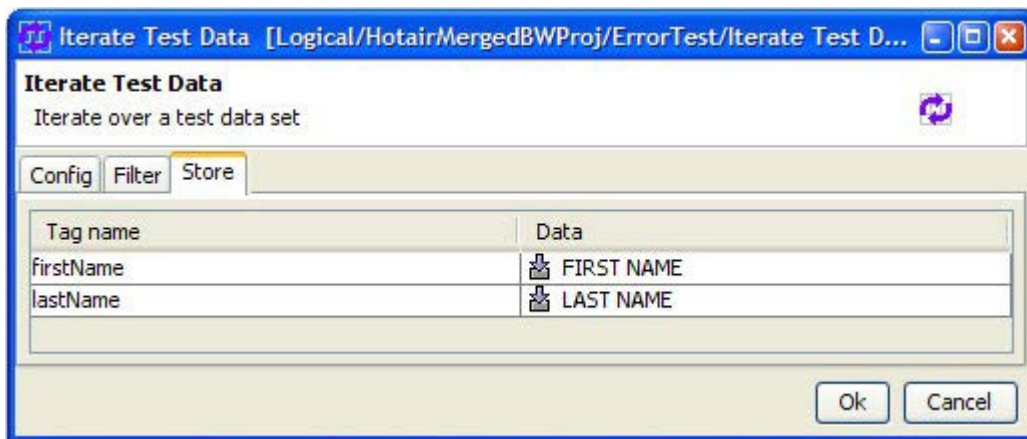 Iterate Test Data [Logical/HotairMergedBWProj/ErrorTest/Iterate Test D...
Iterate Test Data
Iterate over a test data set
Config Filter Store
Tag name Data
firstName FIRST NAME
lastName LAST NAME
Ok Cancel